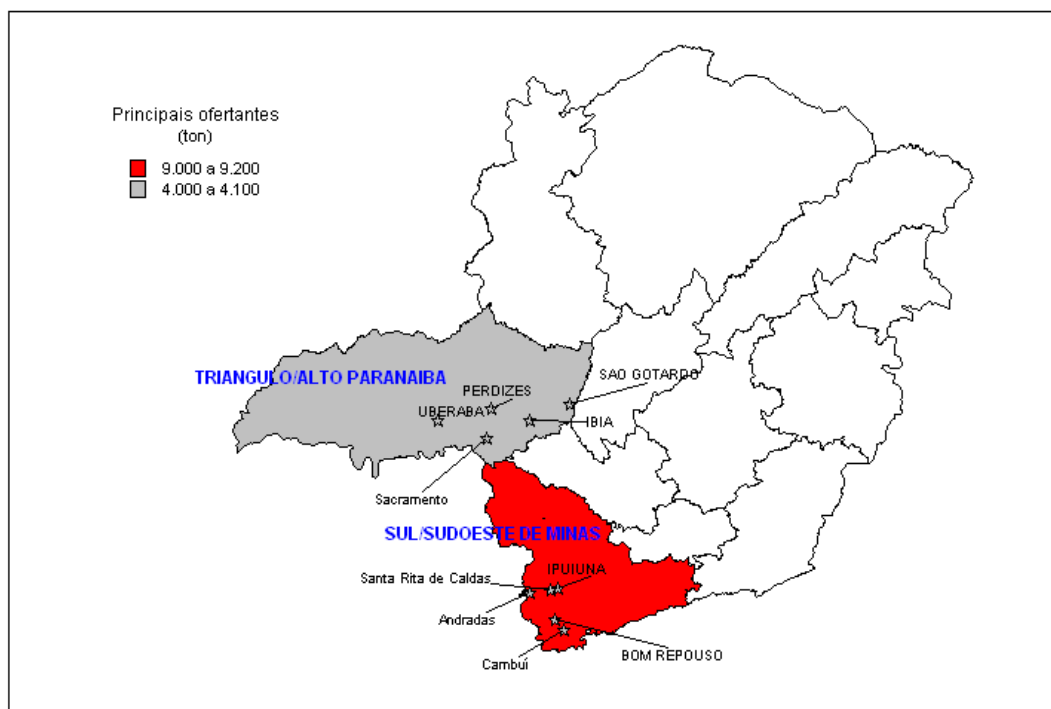 Principais ofertantes
(ton)
9.000 a 9.200
4.000 a 4.100
TRIANGULO/ALTO PARANAIBA
SAO GOTARDO
PERDIZES
UBERABA
IBIA
Sacramento
SUL/SUDOESTE DE MINAS
IPUIUNA
Santa Rita de Caldas
Andradas
BOM REPOUSO
Cambuí